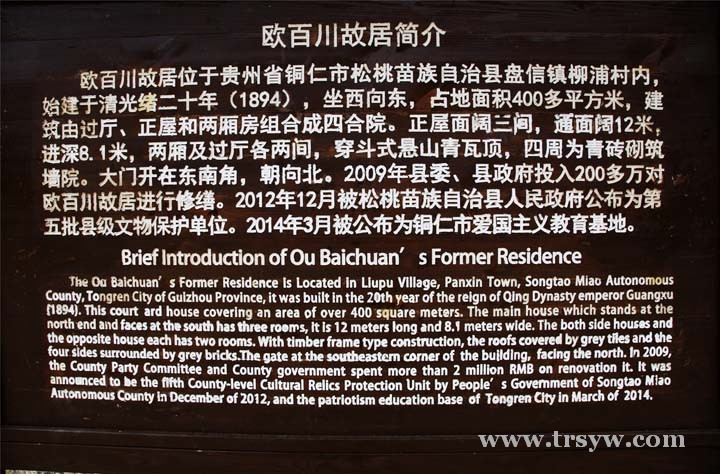 欧百川故居简介
欧百川故居位于贵州省铜仁市松桃苗族自治县盘信镇柳浦村内，
始建于清光绪二十年（1894），坐西向东，占地面积400多平方米，建
筑由过厅、正屋和两厢房组合成四合院。正屋面阔三间，通面阔12米，
进深8.1米，两厢及过厅各两间，穿斗式悬山青瓦顶，四周为青砖砌筑
墙院。大门开在东南角，朝向北。2009年县委、县政府投入200多万对
欧百川故居进行修缮。2012年12月被松桃苗族自治县人民政府公布为第
五批县级文物保护单位。2014年3月被公布为铜仁市爱国主义教育基地。
Brief Introduction of Ou Baichuan′s Former Residence
The Ou Baichuan′s Former Residence is Located in Liupu Village, Panxin Town, Songtao Miao Autonomous
County, Tongren City of Guizhou Province, it was built in the 20th year of the reign of Qing Dynasty emperor Guangxu
(1894). This court ard house covering an area of over 400 square meters. The main house which stands at the
north end and faces at the south has three rooms, it is 12 meters long and 8.1 meters wide. The both side houses and
the opposite house each has two rooms. With timber frame type construction, the roofs covered by grey tiles and the
four sides surrounded by grey bricks.The gate at the southeastern corner of the building, facing the north. In 2009,
the County Party Committee and County government spent more than 2 million RMB on renovation it. It was
announced to be the fifth County-level Cultural Relics Protection Unit by People′s Government of Songtao Miao
Autonomous County in December of 2012, and the patriotism education base of Tongren City in March of 2014.
www.trsyw.com